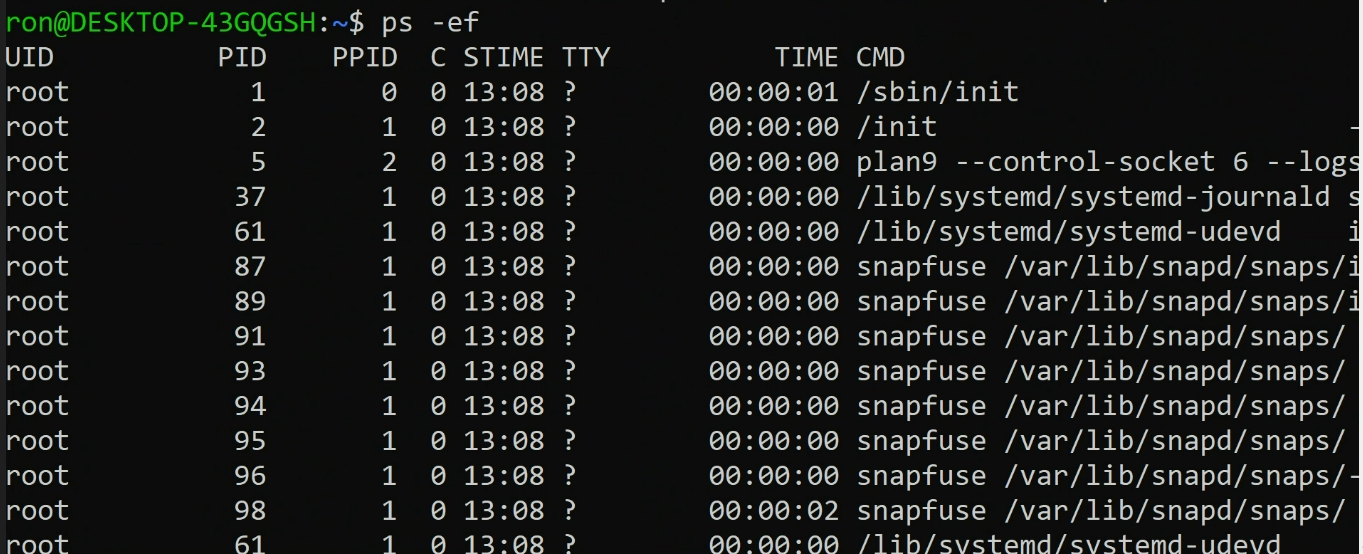 ron@DESKTOP-43GQGSH:~$ ps -ef
UID          PID    PPID  C STIME TTY          TIME CMD
root           1       0  0 13:08 ?        00:00:01 /sbin/init
root           2       1  0 13:08 ?        00:00:00 /init                         -
root           5       2  0 13:08 ?        00:00:00 plan9 --control-socket 6 --logs
root          37       1  0 13:08 ?        00:00:00 /lib/systemd/systemd-journald s
root          61       1  0 13:08 ?        00:00:00 /lib/systemd/systemd-udevd    i
root          87       1  0 13:08 ?        00:00:00 snapfuse /var/lib/snapd/snaps/i
root          89       1  0 13:08 ?        00:00:00 snapfuse /var/lib/snapd/snaps/i
root          91       1  0 13:08 ?        00:00:00 snapfuse /var/lib/snapd/snaps/
root          93       1  0 13:08 ?        00:00:00 snapfuse /var/lib/snapd/snaps/
root          94       1  0 13:08 ?        00:00:00 snapfuse /var/lib/snapd/snaps/
root          95       1  0 13:08 ?        00:00:00 snapfuse /var/lib/snapd/snaps/
root          96       1  0 13:08 ?        00:00:00 snapfuse /var/lib/snapd/snaps/-
root          98       1  0 13:08 ?        00:00:02 snapfuse /var/lib/snapd/snaps/
root          61       1  0 13:08 ?        00:00:00 /lib/systemd/systemd-udevd